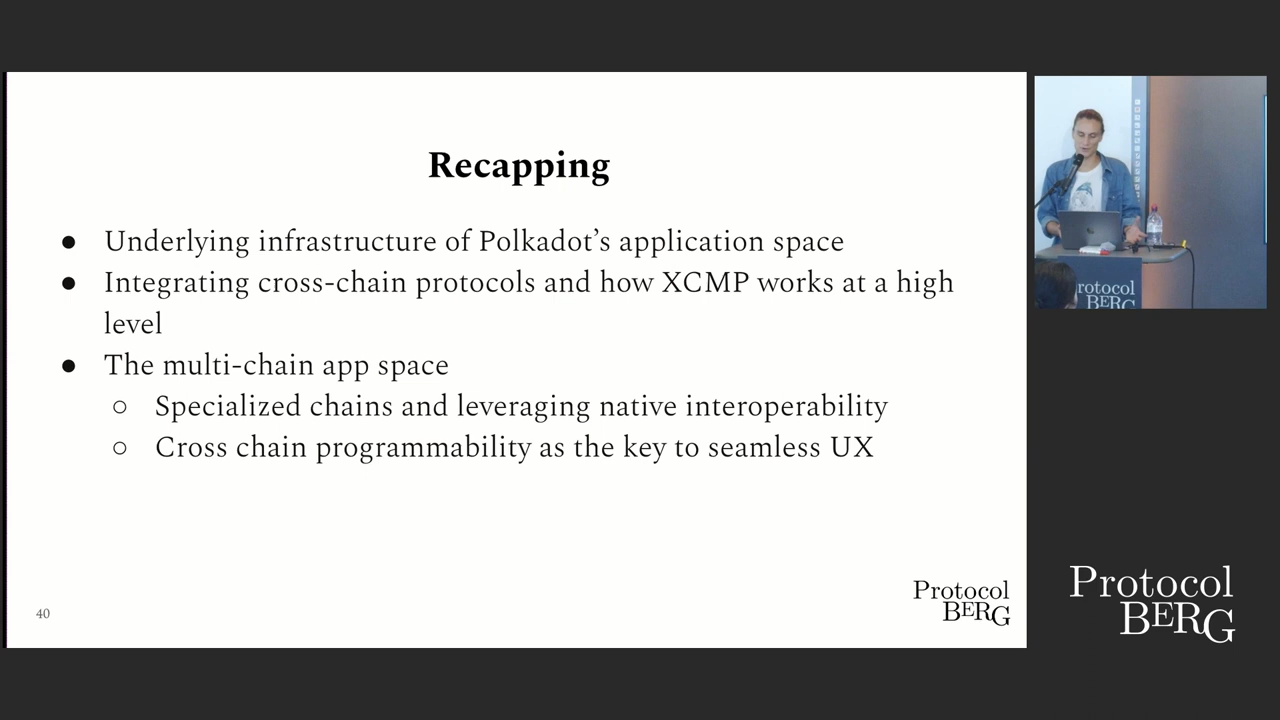 Recapping
● Underlying infrastructure of Polkadot’s application space
● Integrating cross-chain protocols and how XCMP works at a high
level
● The multi-chain app space
○ Specialized chains and leveraging native interoperability
○ Cross chain programmability as the key to seamless UX
40
Protocol
BERG
rotocol
BERG
Protocol
BERG